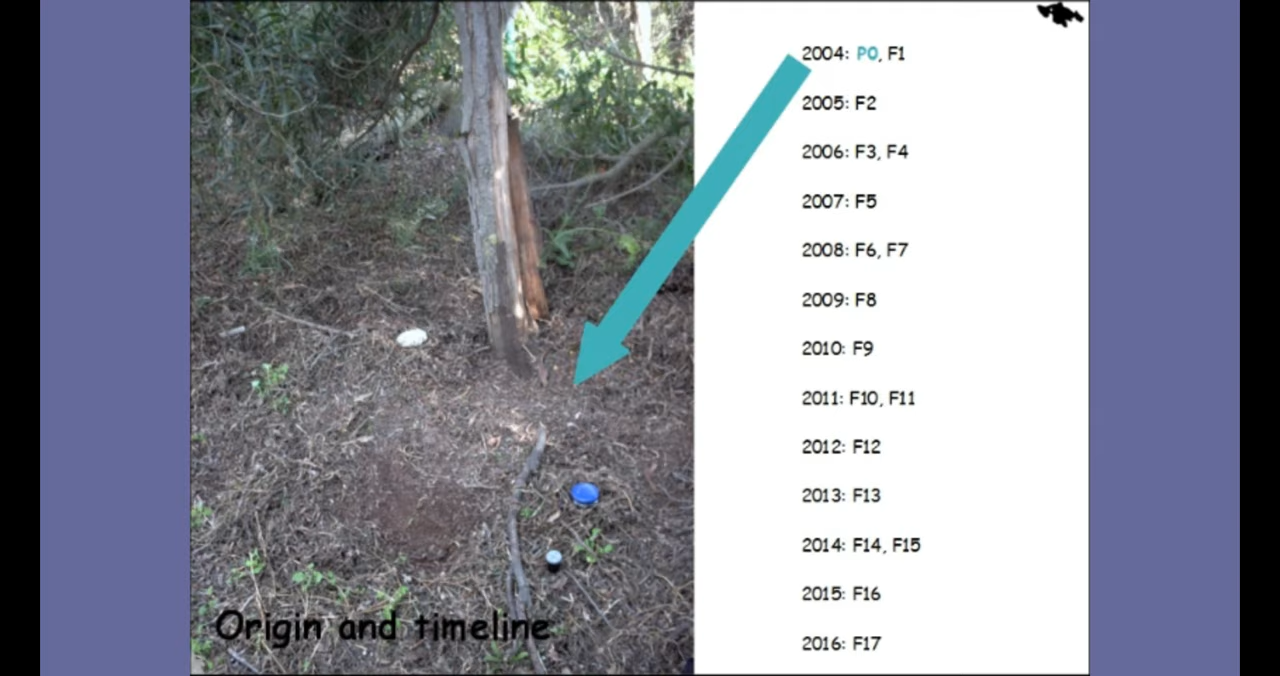 2004: P0, F1
2005: F2
2006: F3, F4
2007: F5
2008: F6, F7
2009: F8
2010: F9
2011: F10, F11
2012: F12
2013: F13
2014: F14, F15
2015: F16
2016: F17
Origin and timeline